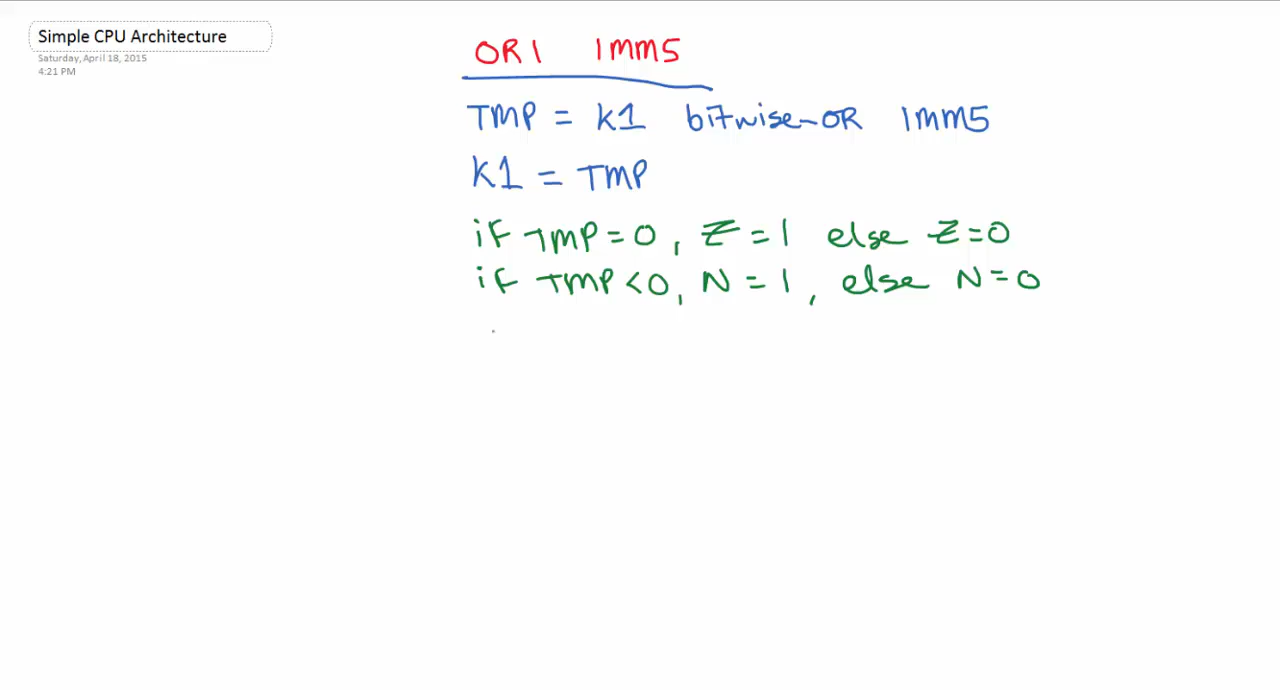 Simple CPU Architecture
Saturday, April 18, 2015
4:21 PM
ORI IMM5
TMP = K1 bitwise-OR IMM5
K1 = TMP
if TMP=0, Z=1 else Z=0
if TMP<0, N=1, else N=0